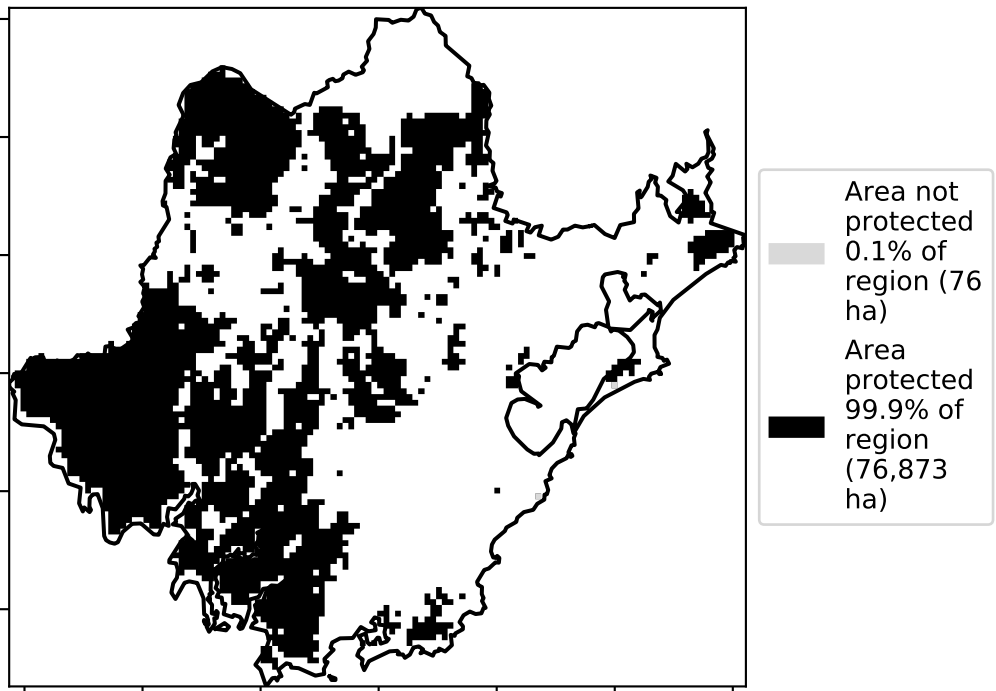 Area not
protected
0.1% of
region (76
ha)
Area
protected
99.9% of
region
(76,873
ha)